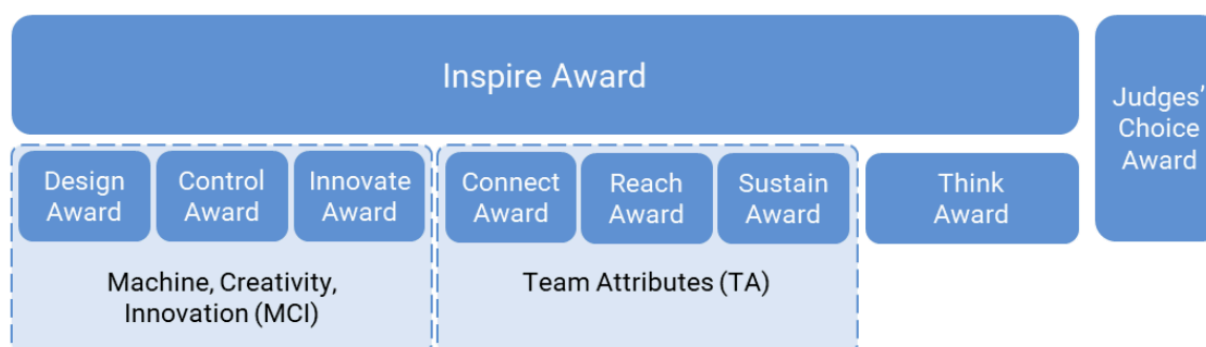 Inspire Award
Judges’
Choice
Award
Design
Award
Control
Award
Innovate
Award
Connect
Award
Reach
Award
Sustain
Award
Think
Award
Machine, Creativity,
Innovation (MCI)
Team Attributes (TA)